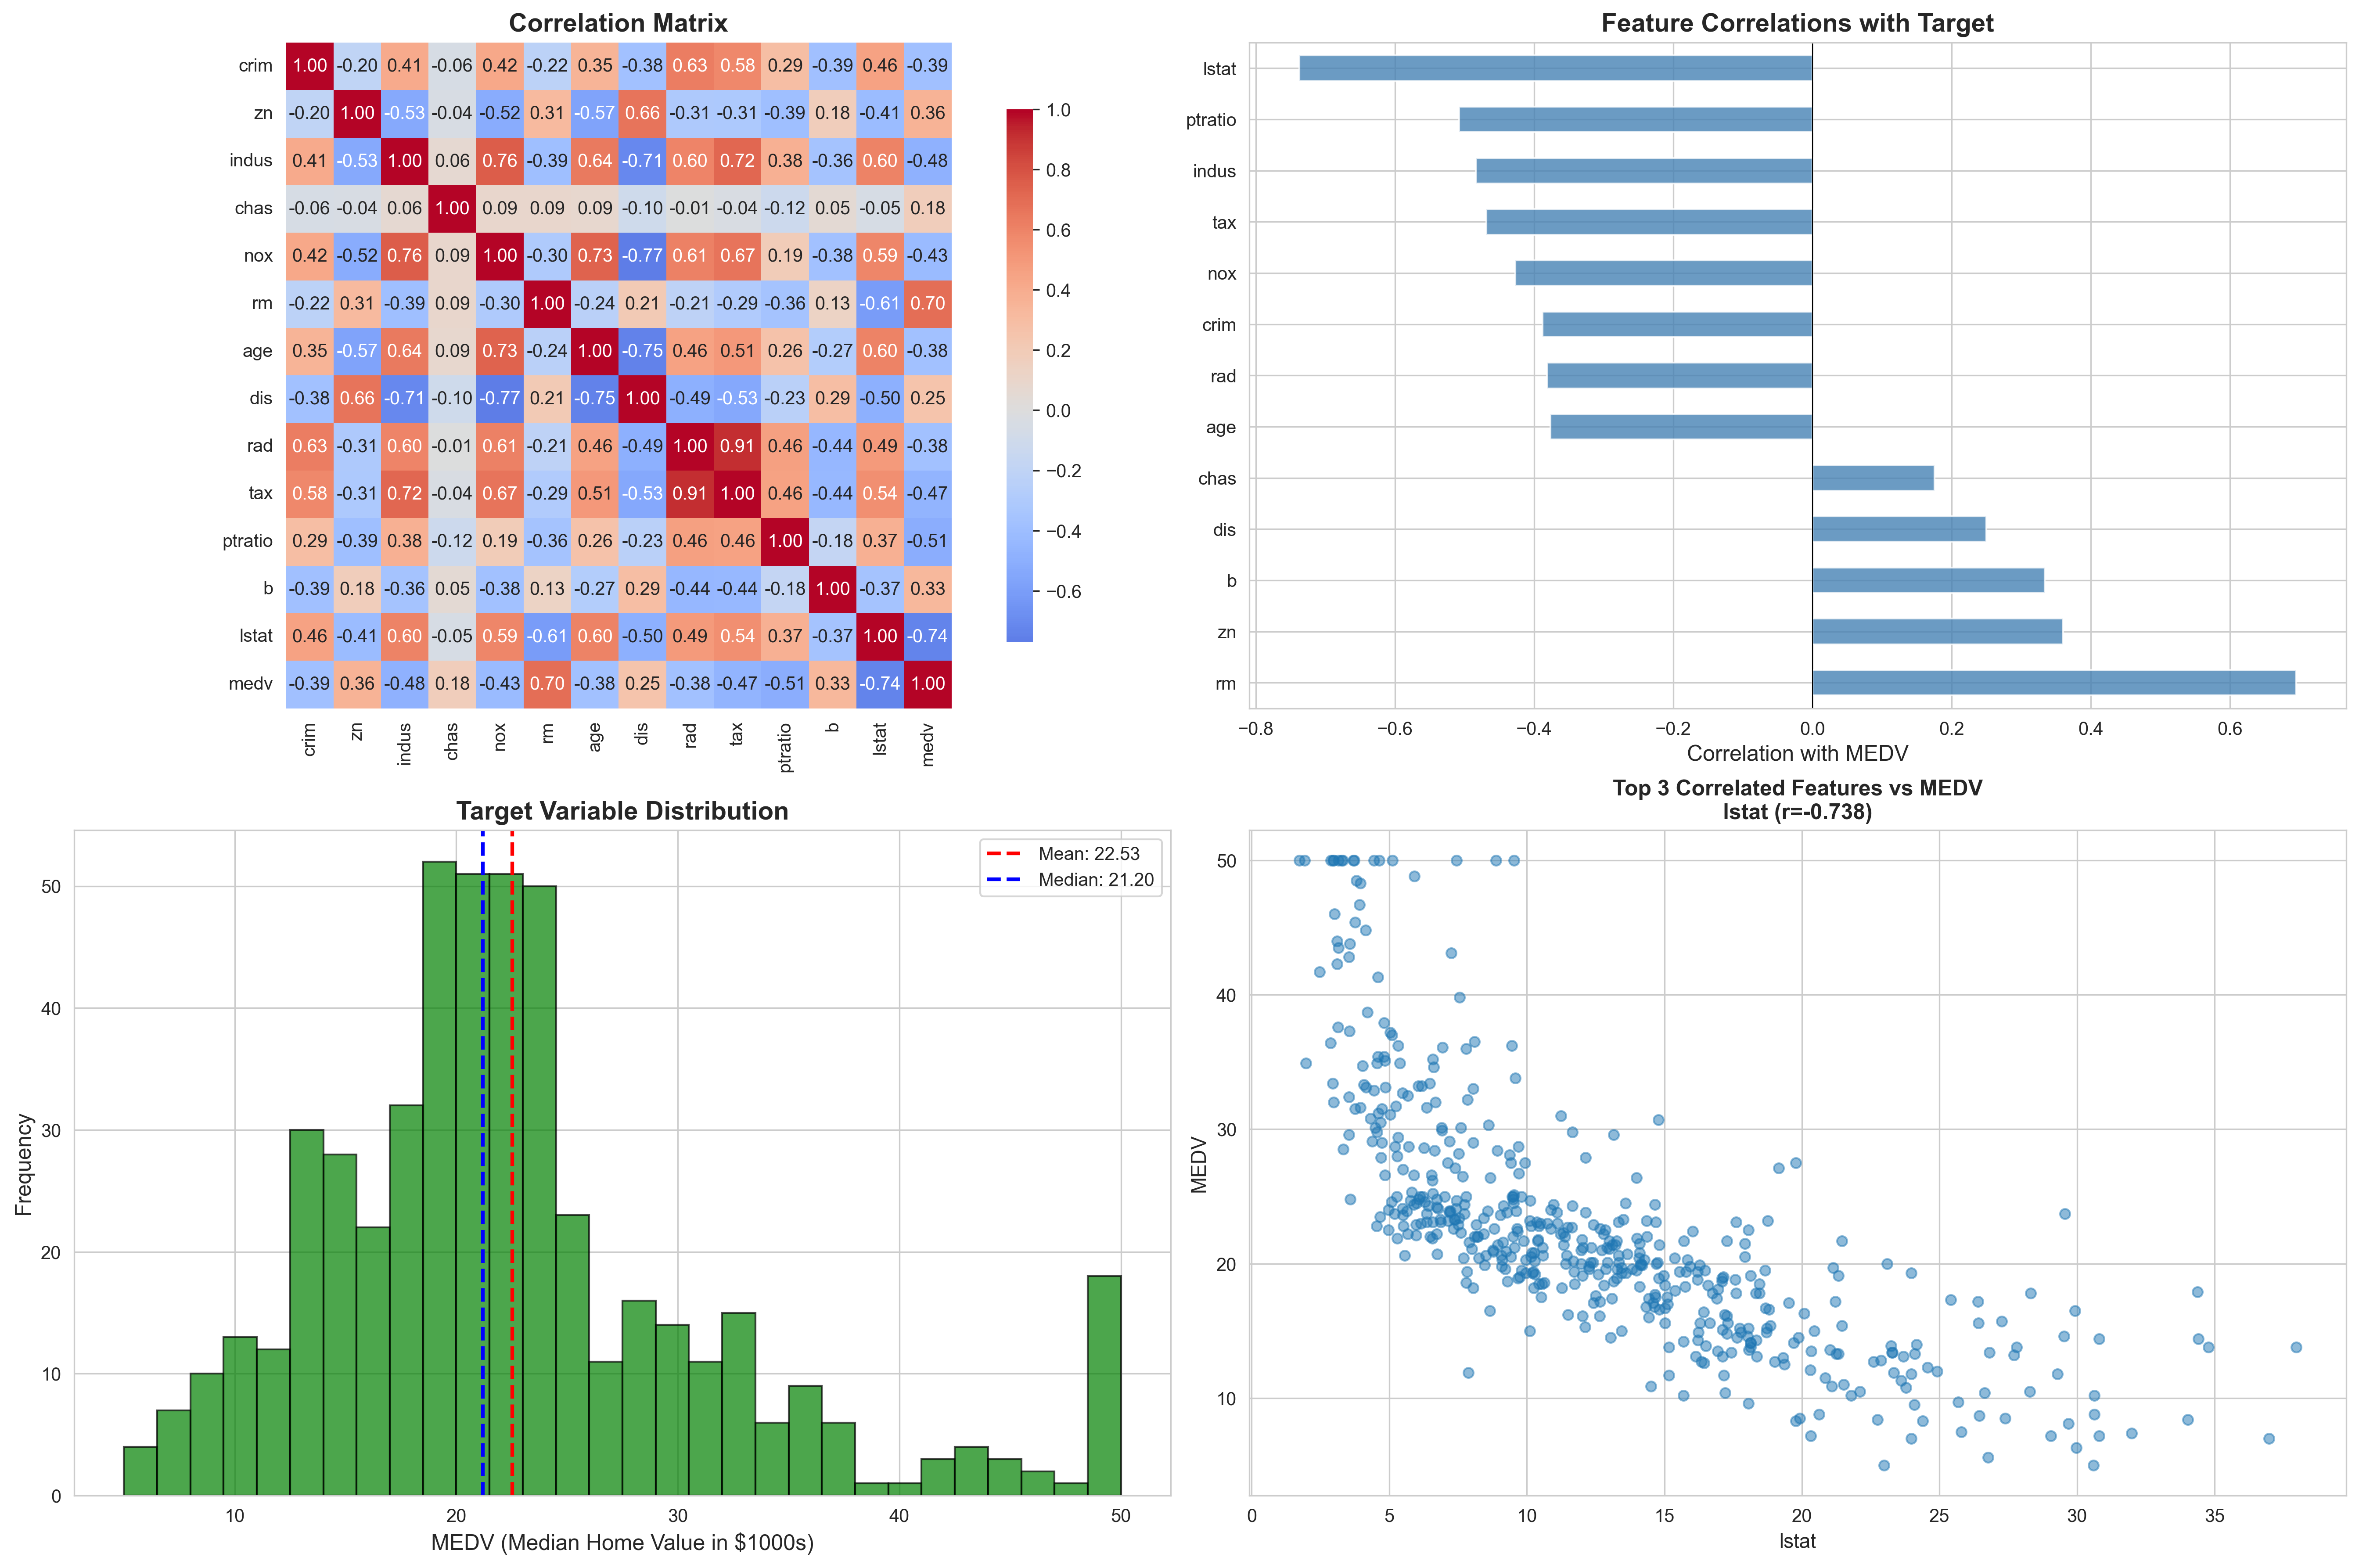 Correlation Matrix
crim 1.00 -0.20 0.41 -0.06 0.42 -0.22 0.35 -0.38 0.63 0.58 0.29 -0.39 0.46 -0.39
zn -0.20 1.00 -0.53 -0.04 -0.52 0.31 -0.57 0.66 -0.31 -0.31 -0.39 0.18 -0.41 0.36
indus 0.41 -0.53 1.00 0.06 0.76 -0.39 0.64 -0.71 0.60 0.72 0.38 -0.36 0.60 -0.48
chas -0.06 -0.04 0.06 1.00 0.09 0.09 0.09 -0.10 -0.01 -0.04 -0.12 0.05 -0.05 0.18
nox 0.42 -0.52 0.76 0.09 1.00 -0.30 0.73 -0.77 0.61 0.67 0.19 -0.38 0.59 -0.43
rm -0.22 0.31 -0.39 0.09 -0.30 1.00 -0.24 0.21 -0.21 -0.29 -0.36 0.13 -0.61 0.70
age 0.35 -0.57 0.64 0.09 0.73 -0.24 1.00 -0.75 0.46 0.51 0.26 -0.27 0.60 -0.38
dis -0.38 0.66 -0.71 -0.10 -0.77 0.21 -0.75 1.00 -0.49 -0.53 -0.23 0.29 -0.50 0.25
rad 0.63 -0.31 0.60 -0.01 0.61 -0.21 0.46 -0.49 1.00 0.91 0.46 -0.44 0.49 -0.38
tax 0.58 -0.31 0.72 -0.04 0.67 -0.29 0.51 -0.53 0.91 1.00 0.46 -0.44 0.54 -0.47
ptratio 0.29 -0.39 0.38 -0.12 0.19 -0.36 0.26 -0.23 0.46 0.46 1.00 -0.18 0.37 -0.51
b -0.39 0.18 -0.36 0.05 -0.38 0.13 -0.27 0.29 -0.44 -0.44 -0.18 1.00 -0.37 0.33
lstat 0.46 -0.41 0.60 -0.05 0.59 -0.61 0.60 -0.50 0.49 0.54 0.37 -0.37 1.00 -0.74
medv -0.39 0.36 -0.48 0.18 -0.43 0.70 -0.38 0.25 -0.38 -0.47 -0.51 0.33 -0.74 1.00
crim zn indus chas nox rm age dis rad tax ptratio b lstat medv
1.0
0.8
0.6
0.4
0.2
0.0
−0.2
−0.4
−0.6
Feature Correlations with Target
lstat
ptratio
indus
tax
nox
crim
rad
age
chas
dis
b
zn
rm
−0.8 −0.6 −0.4 −0.2 0.0 0.2 0.4 0.6
Correlation with MEDV
Target Variable Distribution
Mean: 22.53
Median: 21.20
Frequency
50
40
30
20
10
0
10 20 30 40 50
MEDV (Median Home Value in $1000s)
Top 3 Correlated Features vs MEDV
lstat (r=-0.738)
MEDV
50
40
30
20
10
0 5 10 15 20 25 30 35
lstat